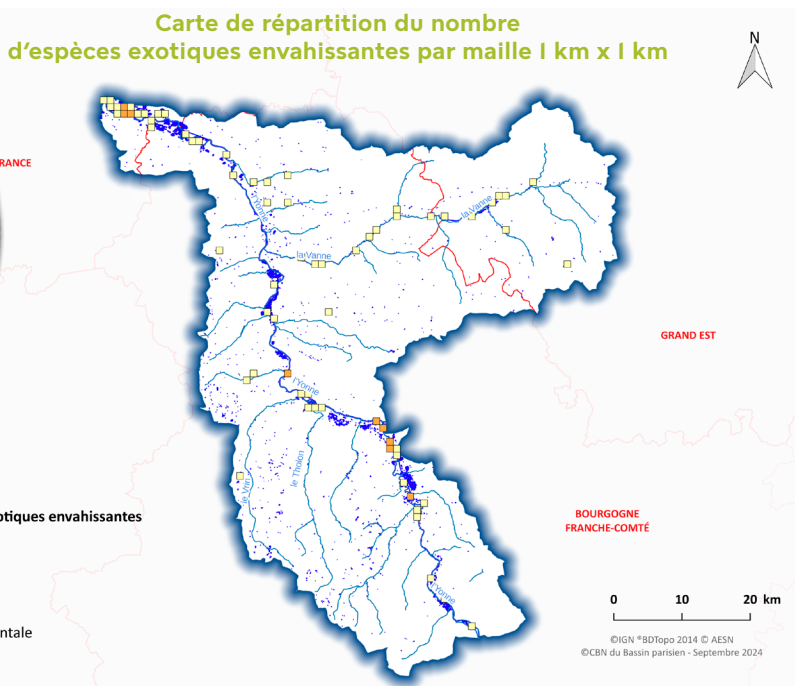 Carte de répartition du nombre
d'espèces exotiques envahissantes par maille 1 km x 1 km
N
RANCE
l'Yonne
la Vanne
la Vanne
GRAND EST
l'Yonne
le Tholon
le Vrin
otiques envahissantes
BOURGOGNE
FRANCHE-COMTÉ
l'Yonne
0 10 20 km
ntale
©IGN ®BDTopo 2014 © AESN
©CBN du Bassin parisien - Septembre 2024